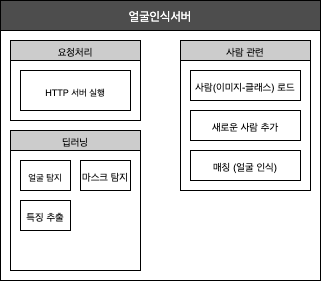 얼굴인식서버
요청처리
HTTP 서버 실행
딥러닝
얼굴 탐지
마스크 탐지
특징 추출
사람 관련
사람(이미지-클래스) 로드
새로운 사람 추가
매칭 (얼굴 인식)